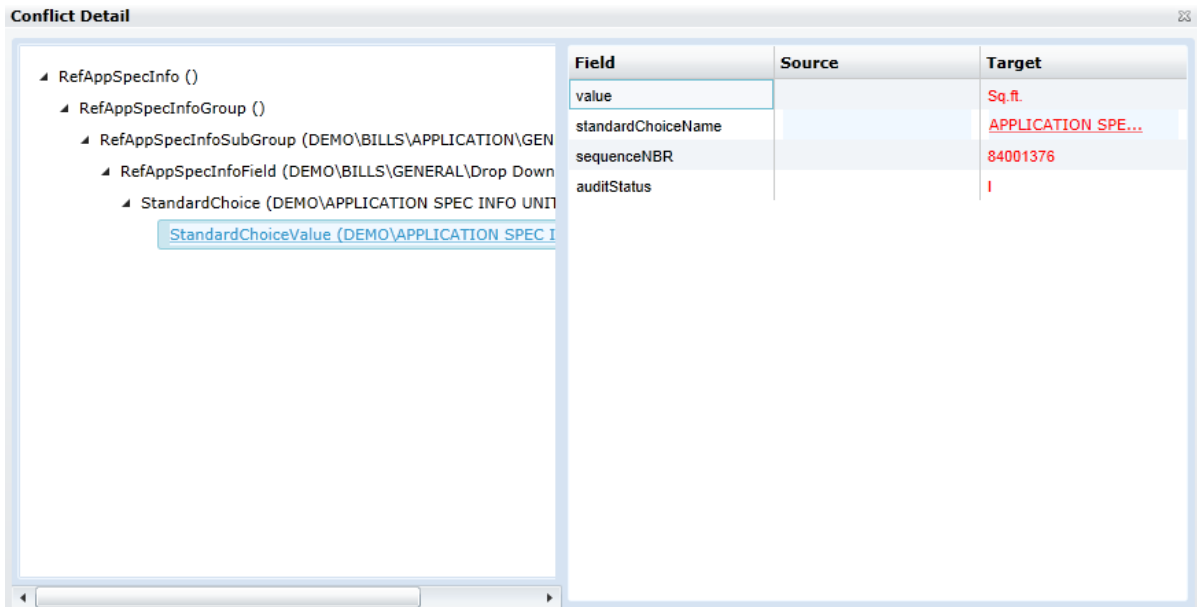 Conflict Detail
RefAppSpecInfo ()
RefAppSpecInfoGroup ()
RefAppSpecInfoSubGroup (DEMO\BILLS\APPLICATION\GEN
RefAppSpecInfoField (DEMO\BILLS\GENERAL\Drop Down
StandardChoice (DEMO\APPLICATION SPEC INFO UNIT
StandardChoiceValue (DEMO\APPLICATION SPEC I
Field Source Target
value Sq.ft.
standardChoiceName APPLICATION SPE...
sequenceNBR 84001376
auditStatus I